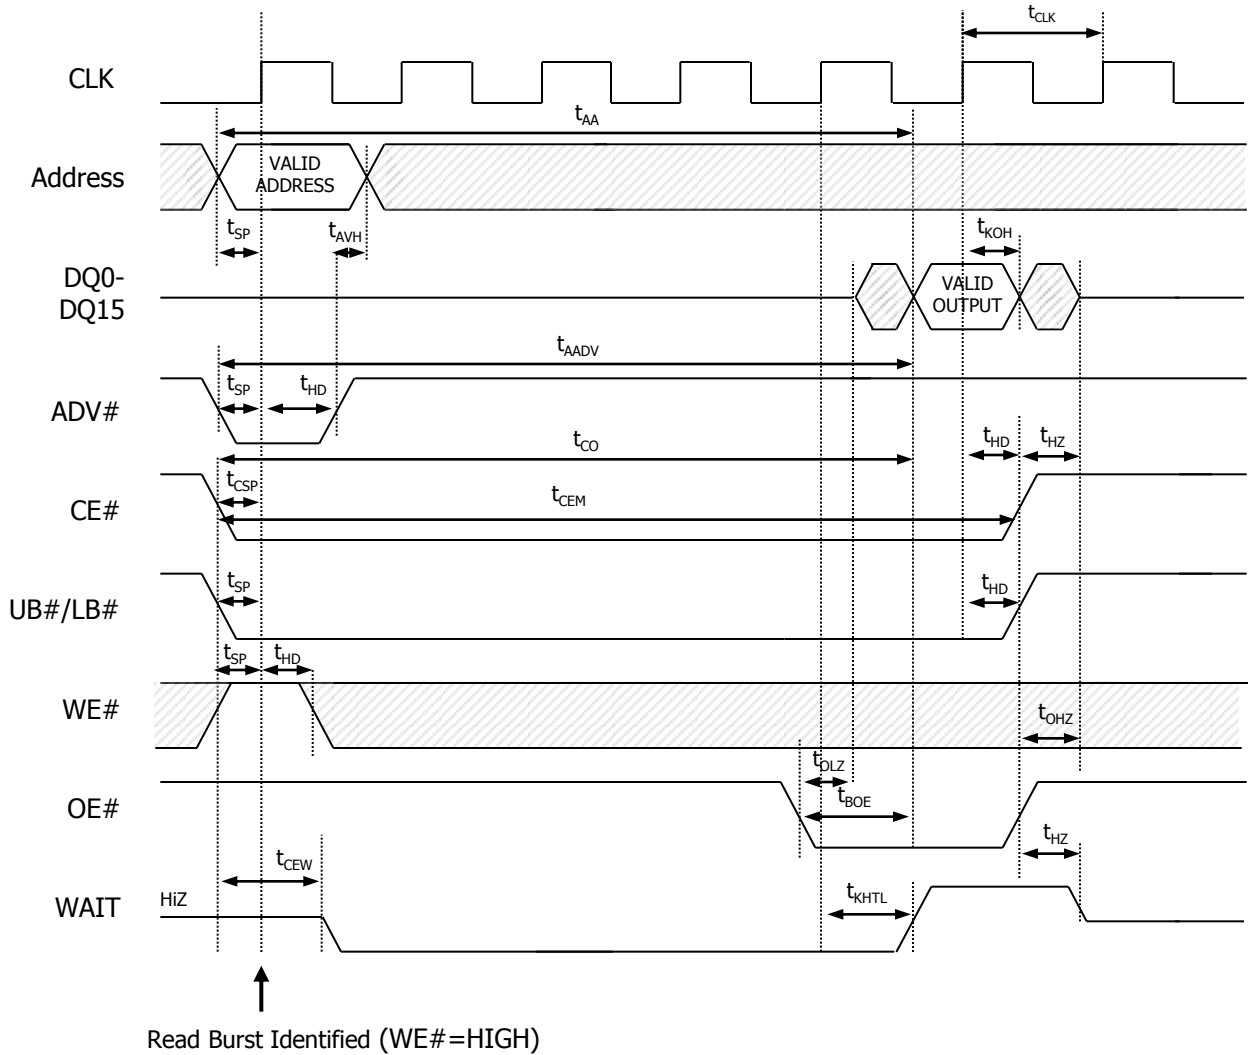 tCLK
CLK
tAA
VALID
ADDRESS
Address
tSP
tAVH
tKOH
DQ0-
DQ15
VALID
OUTPUT
tAADV
tSP
tHD
ADV#
tCO
tHD
tHZ
tCSP
tCEM
CE#
tSP
tHD
UB#/LB#
tSP
tHD
WE#
tOHZ
tOLZ
tBOE
OE#
tHZ
tCEW
HiZ
tKHTL
WAIT
Read Burst Identified (WE#=HIGH)